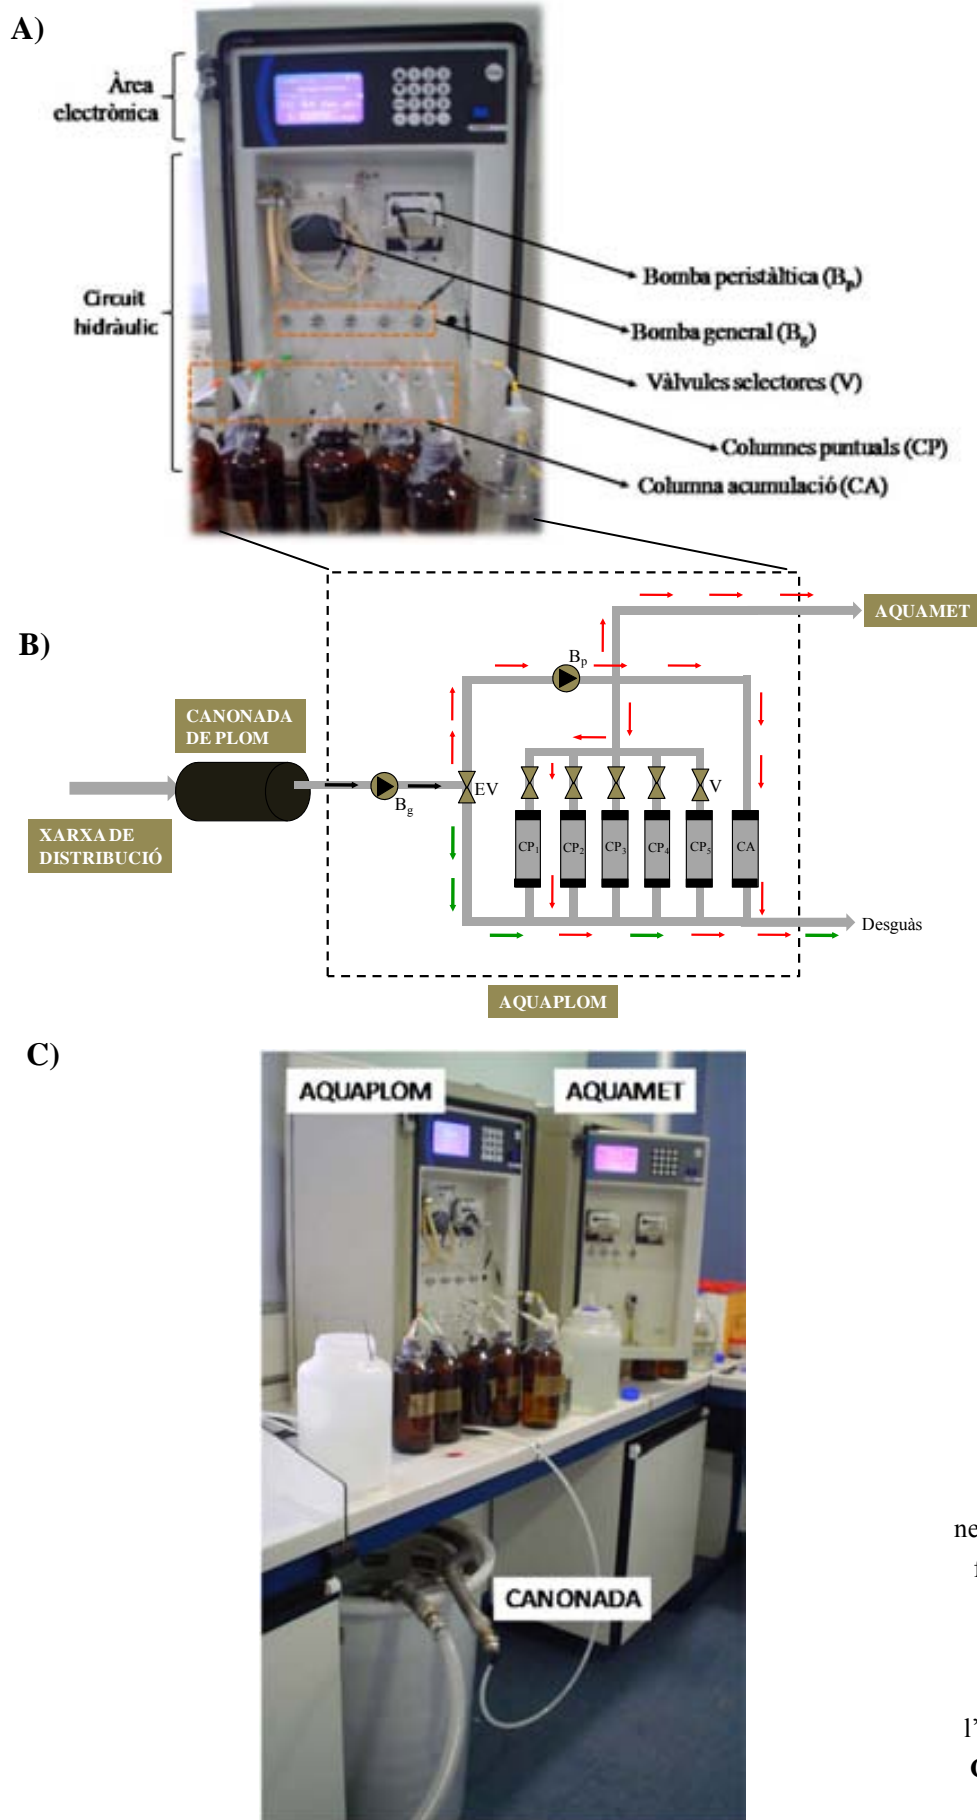 A)
Àrea
electrònica
Circuit
hidràulic
Bomba peristàltica (Bp)
Bomba general (Bg)
Vàlvules selectores (V)
Columnes puntuals (CP)
Columna acumulació (CA)
B)
AQUAMET
Bp
CANONADA
DE PLOM
EV
Bg
V
XARXA DE
DISTRIBUCIÓ
CP1
CP2
CP3
CP4
CP5
CA
Desguàs
AQUAPLOM
C)
AQUAPLOM
AQUAMET
CANONADA
ne
f
l’